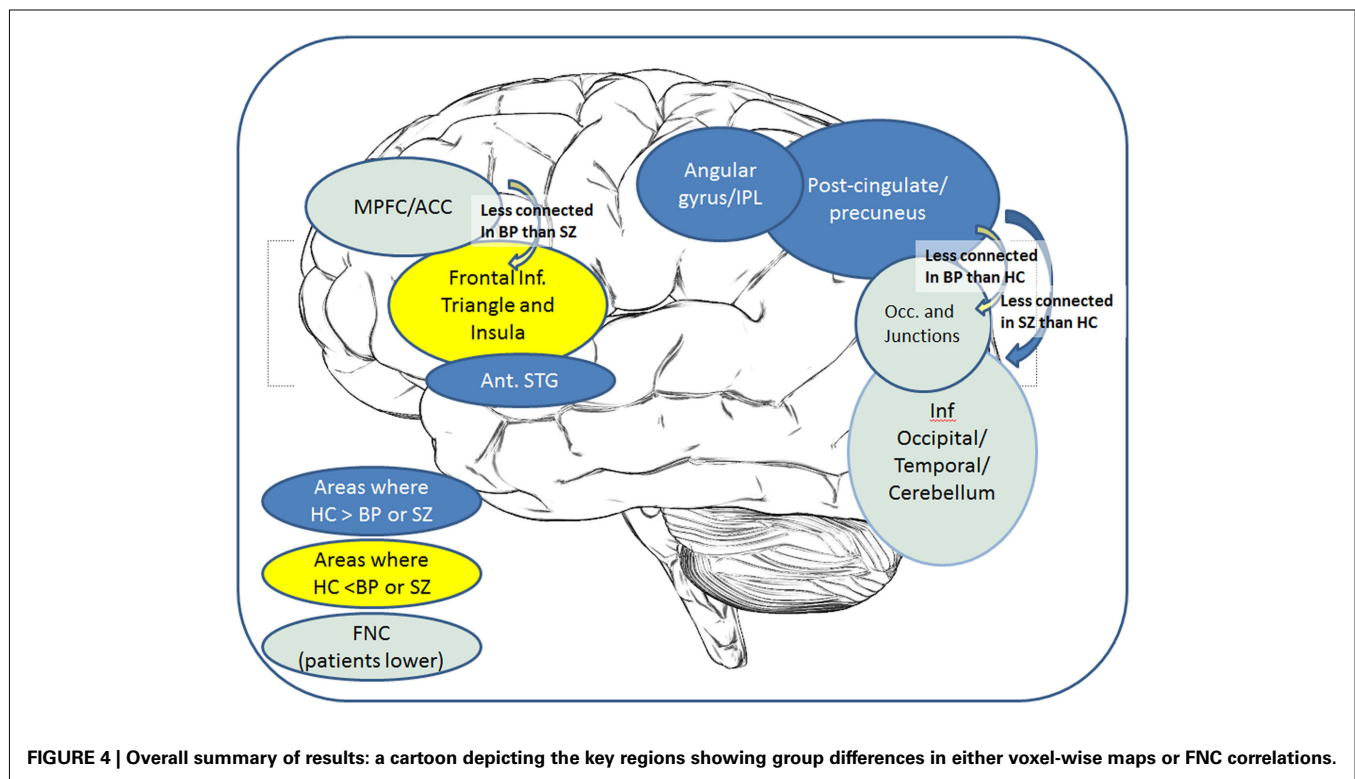 MPFC/ACC
Less connected
In BP than SZ
Frontal Inf.
Triangle and
Insula
Ant. STG
Angular
gyrus/IPL
Post-cingulate/
precuneus
Less connected
In BP than HC
Less connected
in SZ than HC
Occ. and
Junctions
Inf
Occipital/
Temporal/
Cerebellum
Areas where
HC > BP or SZ
Areas where
HC <BP or SZ
FNC
(patients lower)
FIGURE 4 | Overall summary of results: a cartoon depicting the key regions showing group differences in either voxel-wise maps or FNC correlations.